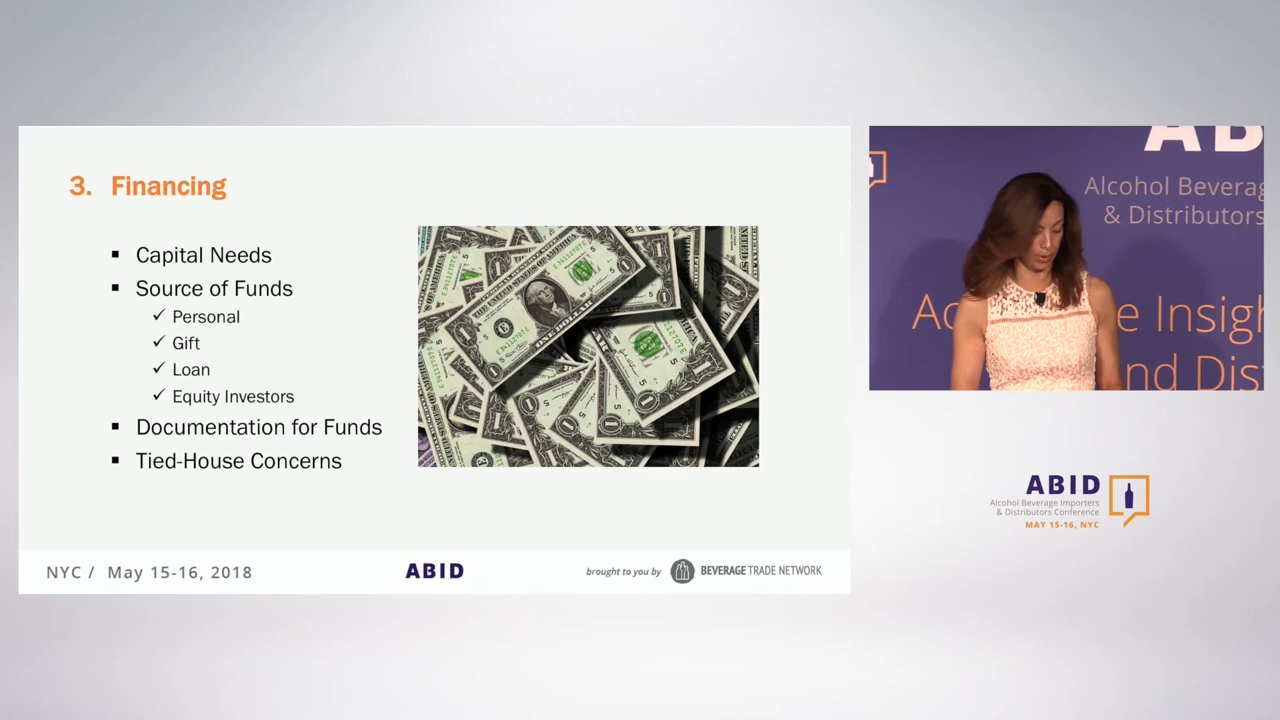 3. Financing
▪ Capital Needs
▪ Source of Funds
✓ Personal
✓ Gift
✓ Loan
✓ Equity Investors
▪ Documentation for Funds
▪ Tied-House Concerns
NYC / May 15-16, 2018
ABID
brought to you by
BEVERAGE TRADE NETWORK
AB
Alcohol Beverag
& Distributors
Ac
e Insigh
nd Dis
ABID
Alcohol Beverage Importers
& Distributors Conference
MAY 15-16, NYC